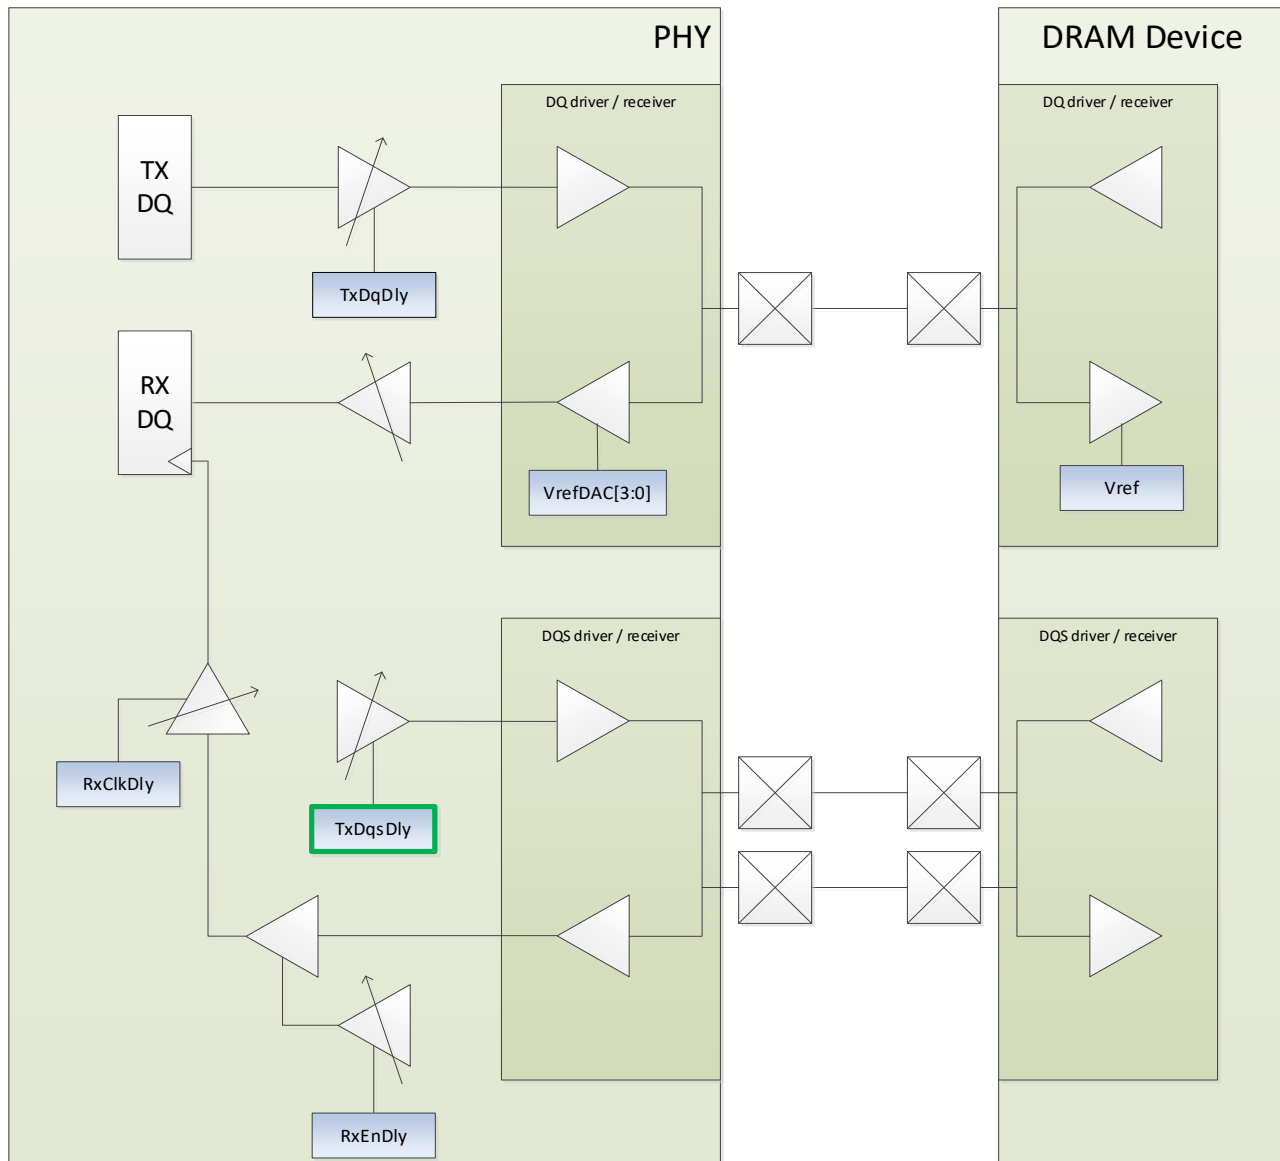 PHY
DRAM Device
DQ driver / receiver
DQ driver / receiver
TX
DQ
TxDqDly
RX
DQ
VrefDAC[3:0]
Vref
DQS driver / receiver
DQS driver / receiver
RxClkDly
TxDqsDly
RxEnDly